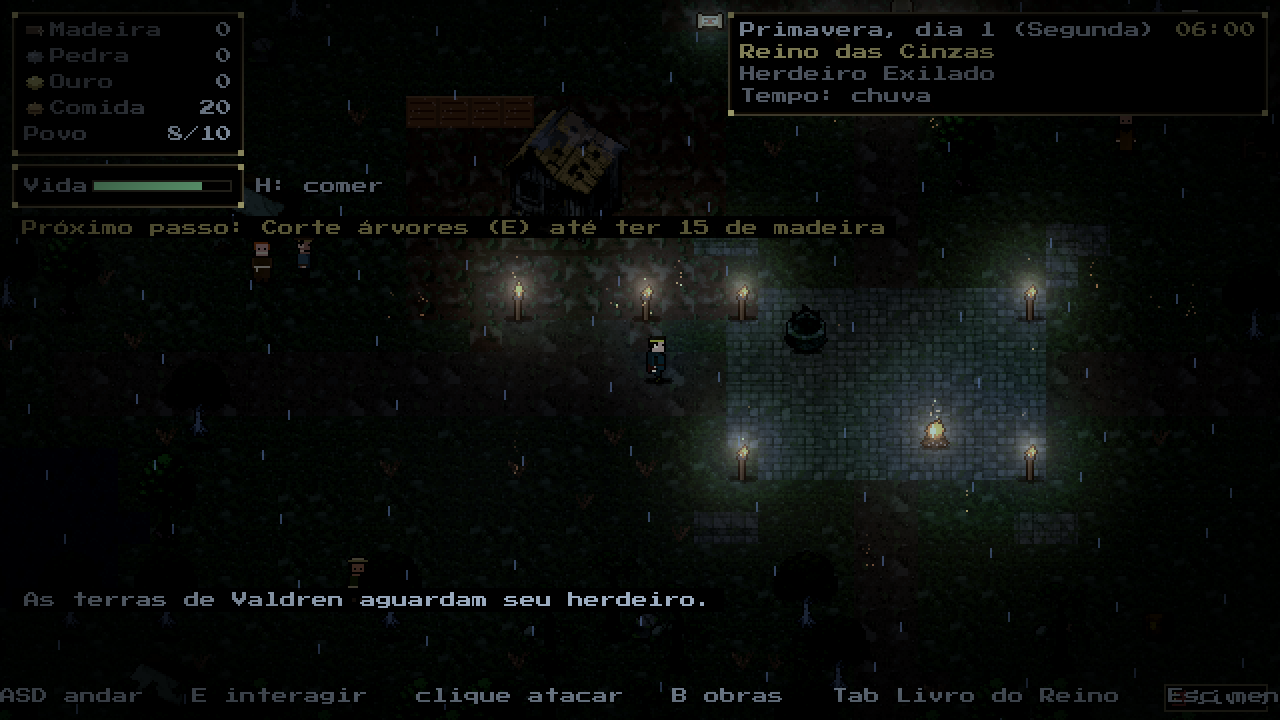 Madeira 0
Pedra 0
Ouro 0
Comida 20
Povo 8/10
Vida
H: comer
Primavera, dia 1 (Segunda) 06:00
Reino das Cinzas
Herdeiro Exilado
Tempo: chuva
Próximo passo: Corte árvores (E) até ter 15 de madeira
As terras de Valdren aguardam seu herdeiro.
ASD andar E interagir clique atacar B obras Tab Livro do Reino